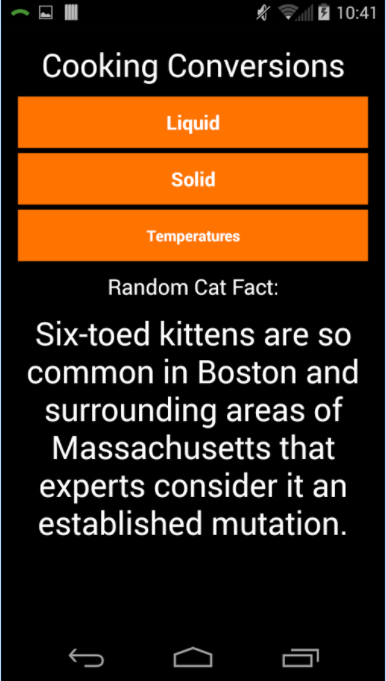 10:41
Cooking Conversions
Liquid
Solid
Temperatures
Random Cat Fact:
Six-toed kittens are so
common in Boston and
surrounding areas of
Massachusetts that
experts consider it an
established mutation.